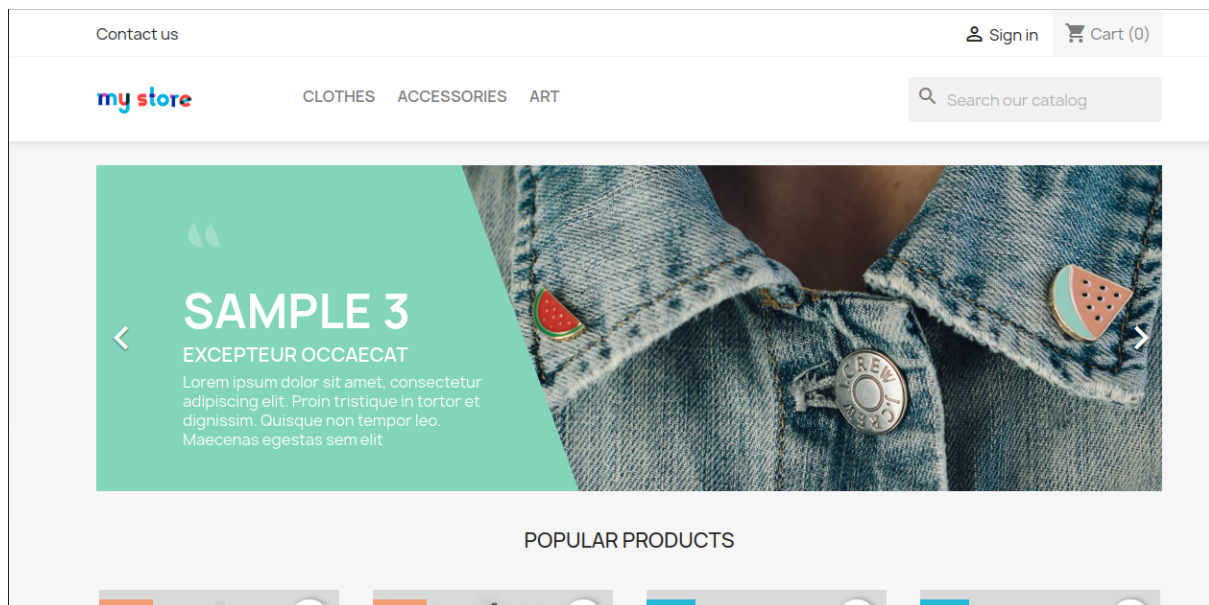 Contact us
Sign in
Cart (0)
my store
CLOTHES
ACCESSORIES
ART
Search our catalog
“
SAMPLE 3
EXCEPTEUR OCCAECAT
Lorem ipsum dolor sit amet, consectetur
adipiscing elit. Proin tristique in tortor et
dignissim. Quisque non tempor leo.
Maecenas egestas sem elit
J.CREW J.CREW
POPULAR PRODUCTS